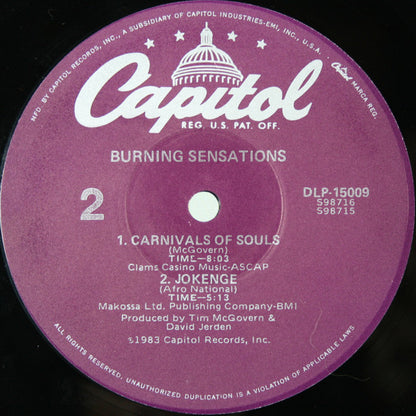 MFD. BY CAPITOL RECORDS, INC., A SUBSIDIARY OF CAPITOL INDUSTRIES-EMI, INC., U.S.A.
Capitol
MARCA REG.
Capitol
REG. U.S. PAT. OFF.
BURNING SENSATIONS
2
DLP-15009
S98716
S98715
1. CARNIVALS OF SOULS
(McGovern)
TIME—8:03
Clams Casino Music-ASCAP
2. JOKENGE
(Afro National)
TIME—5:13
Makossa Ltd. Publishing Company-BMI
Produced by Tim McGovern &
David Jerden
℗1983 Capitol Records, Inc.
ALL RIGHTS RESERVED. UNAUTHORIZED DUPLICATION IS A VIOLATION OF APPLICABLE LAWS